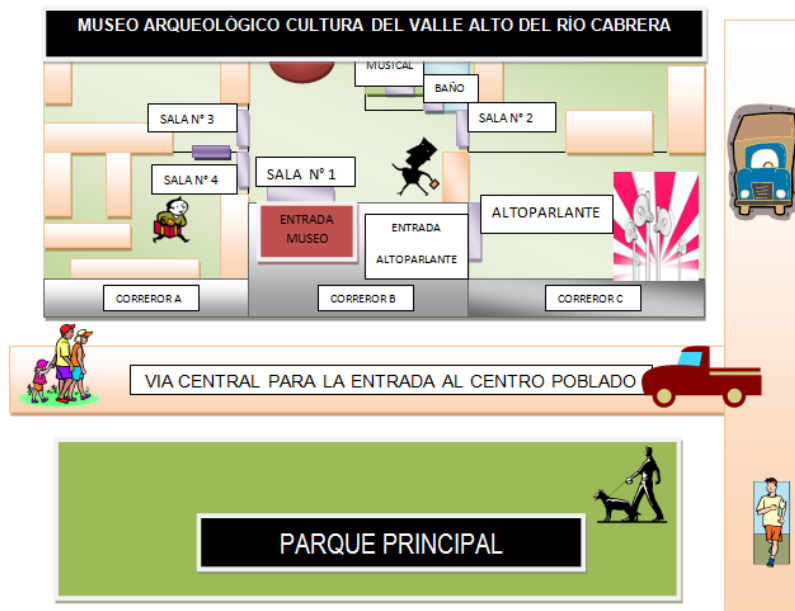 MUSEO ARQUEOLÓGICO CULTURA DEL VALLE ALTO DEL RÍO CABRERA
MUSICAL
BAÑO
SALA N° 3
SALA N° 2
SALA N° 4
SALA N° 1
ENTRADA
MUSEO
ENTRADA
ALTOPARLANTE
ALTOPARLANTE
CORREROR A
CORREROR B
CORREROR C
VIA CENTRAL PARA LA ENTRADA AL CENTRO POBLADO
PARQUE PRINCIPAL